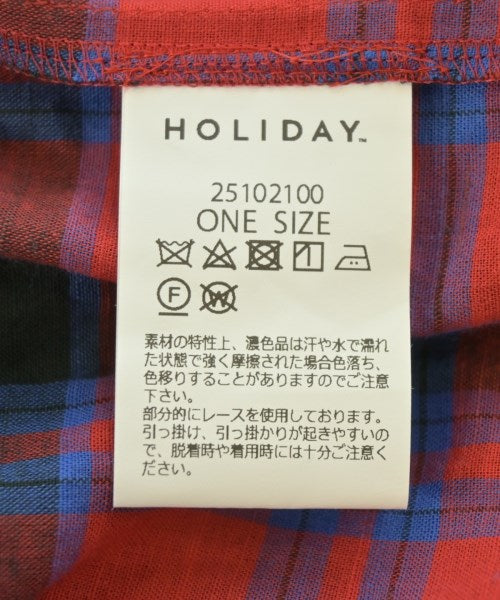 HOLIDAY™
25102100
ONE SIZE
F W
素材の特性上、濃色品は汗や水で濡れ
た状態で強く摩擦された場合色落ち、
色移りすることがありますのでご注意
下さい。
部分的にレースを使用しております。
引っ掛け、引っ掛かりが起きやすいの
で、脱着時や着用時には十分ご注意く
ださい。